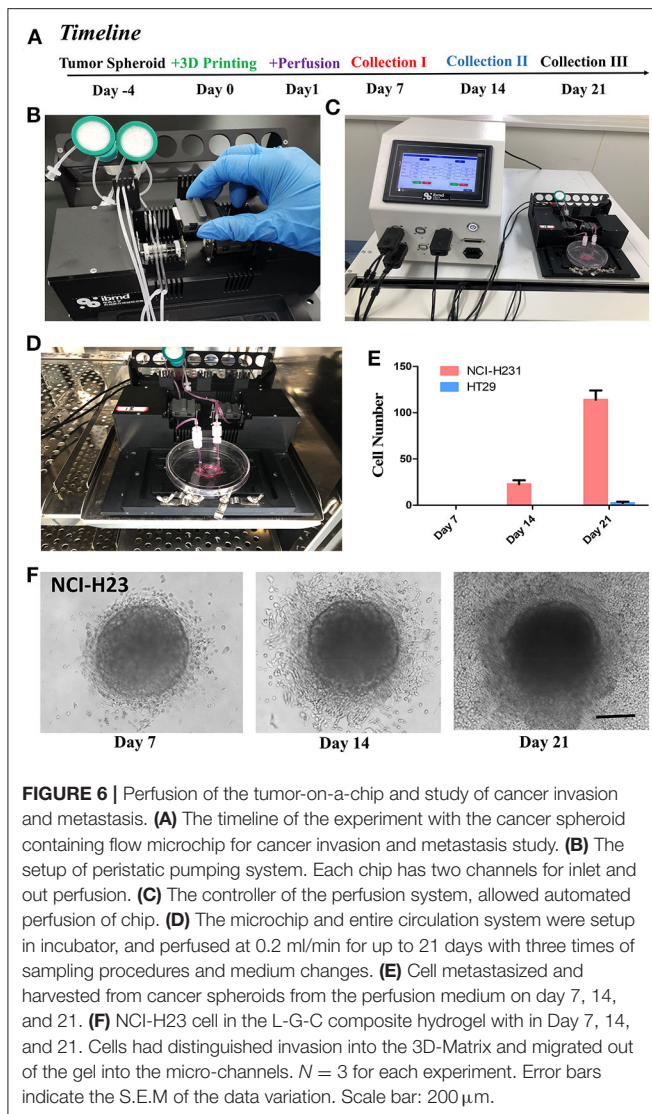 A Timeline
Tumor Spheroid +3D Printing +Perfusion Collection I Collection II Collection III
Day -4 Day 0 Day1 Day 7 Day 14 Day 21
B
C
ibmd
ibmd
D
E
NCI-H231
HT29
Cell Number
150
100
50
0
Day 7 Day 14 Day 21
F
NCI-H23
Day 7 Day 14 Day 21
FIGURE 6 | Perfusion of the tumor-on-a-chip and study of cancer invasion
and metastasis. (A) The timeline of the experiment with the cancer spheroid
containing flow microchip for cancer invasion and metastasis study. (B) The
setup of peristatic pumping system. Each chip has two channels for inlet and
out perfusion. (C) The controller of the perfusion system, allowed automated
perfusion of chip. (D) The microchip and entire circulation system were setup
in incubator, and perfused at 0.2 ml/min for up to 21 days with three times of
sampling procedures and medium changes. (E) Cell metastasized and
harvested from cancer spheroids from the perfusion medium on day 7, 14,
and 21. (F) NCI-H23 cell in the L-G-C composite hydrogel with in Day 7, 14,
and 21. Cells had distinguished invasion into the 3D-Matrix and migrated out
of the gel into the micro-channels. N = 3 for each experiment. Error bars
indicate the S.E.M of the data variation. Scale bar: 200 μm.